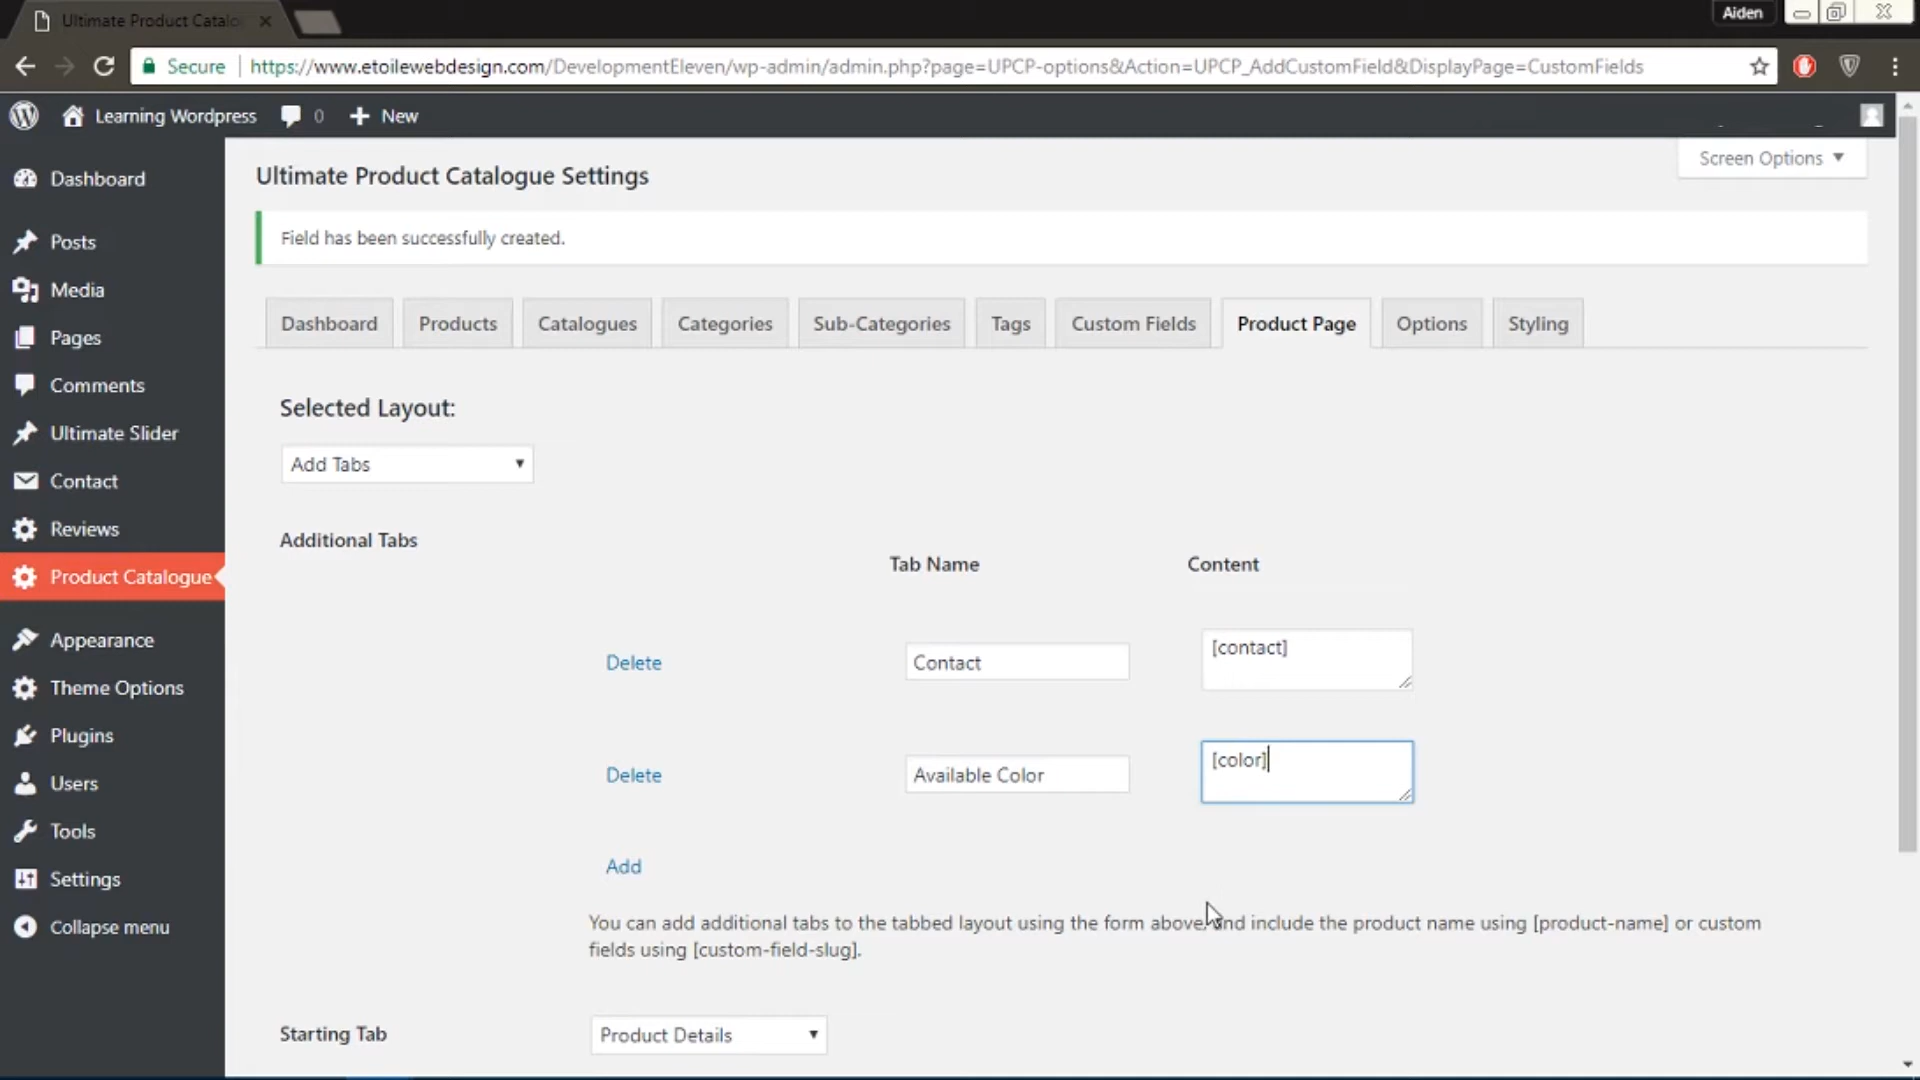 Ultimate Product Catalo
Aiden
Secure
https://www.etoilewebdesign.com/DevelopmentEleven/wp-admin/admin.php?page=UPCP-options&Action=UPCP_AddCustomField&DisplayPage=CustomFields
Learning Wordpress
0
New
Screen Options
Dashboard
Posts
Media
Pages
Comments
Ultimate Slider
Contact
Reviews
Product Catalogue
Appearance
Theme Options
Plugins
Users
Tools
Settings
Collapse menu
Ultimate Product Catalogue Settings
Field has been successfully created.
Dashboard
Products
Catalogues
Categories
Sub-Categories
Tags
Custom Fields
Product Page
Options
Styling
Selected Layout:
Add Tabs
Additional Tabs
Tab Name
Content
Delete
Contact
[contact]
Delete
Available Color
[color]
Add
You can add additional tabs to the tabbed layout using the form above, and include the product name using [product-name] or custom
fields using [custom-field-slug].
Starting Tab
Product Details